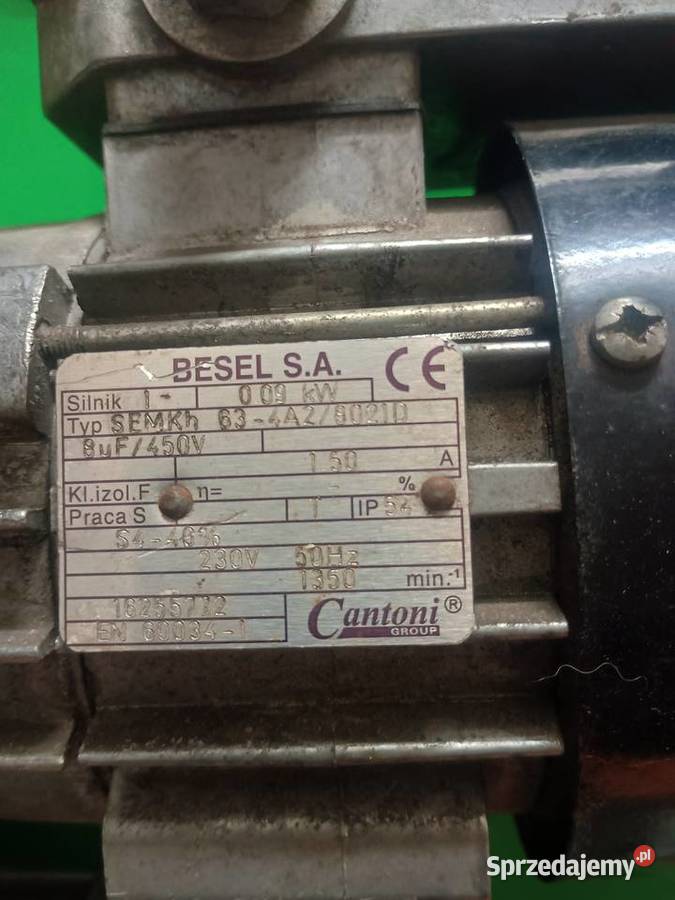 BESEL S.A. CE
Silnik 1- 0.09 kW
Typ SEMKh 63-4A2/8021D
8µF/450V
1.50 A
Kl.izol.F η= - %
Praca S 1 IP 54
S4-40%
230V 50Hz
1350 min.-1
EN 60034-1
Cantoni®
GROUP
Sprzedajemy.pl